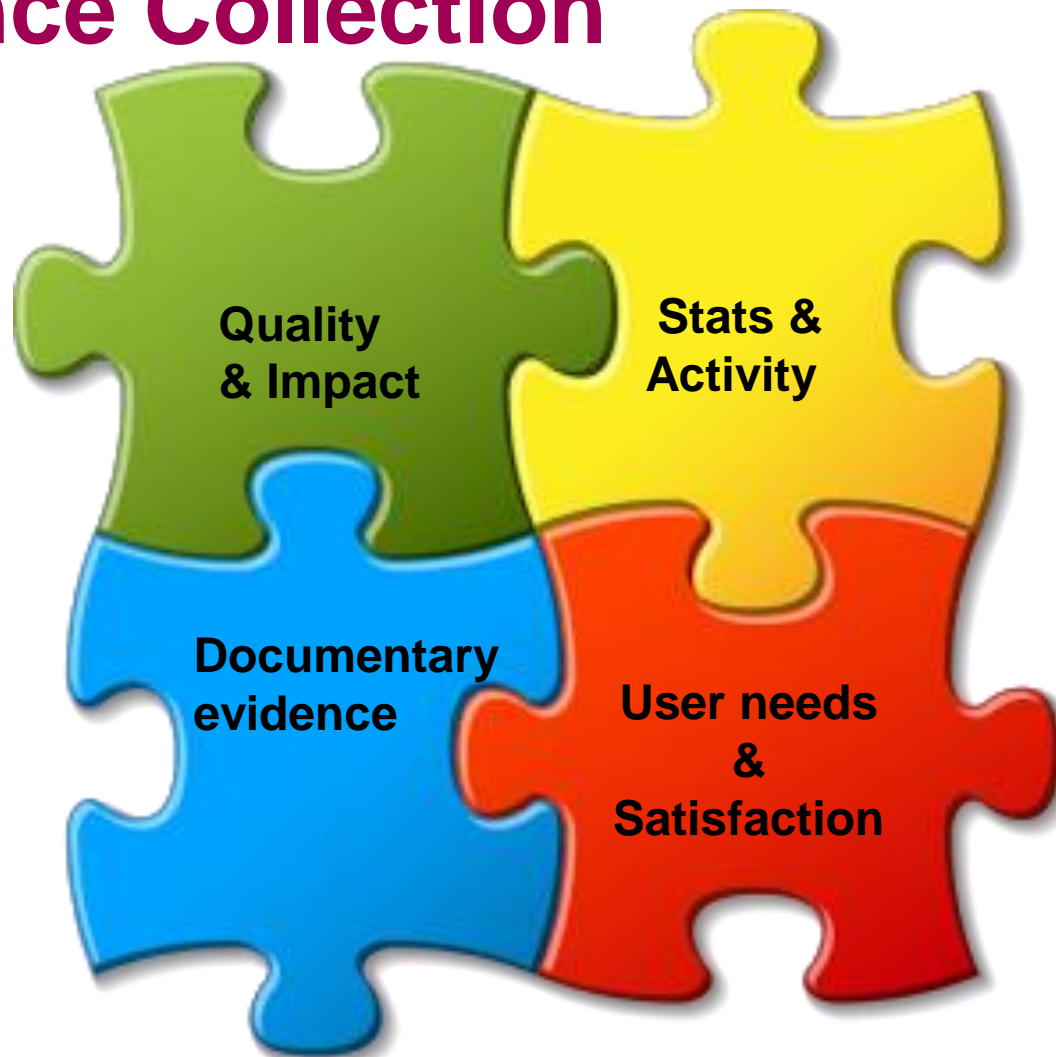 nce Collection
Quality
& Impact
Stats &
Activity
Documentary
evidence
User needs
&
Satisfaction